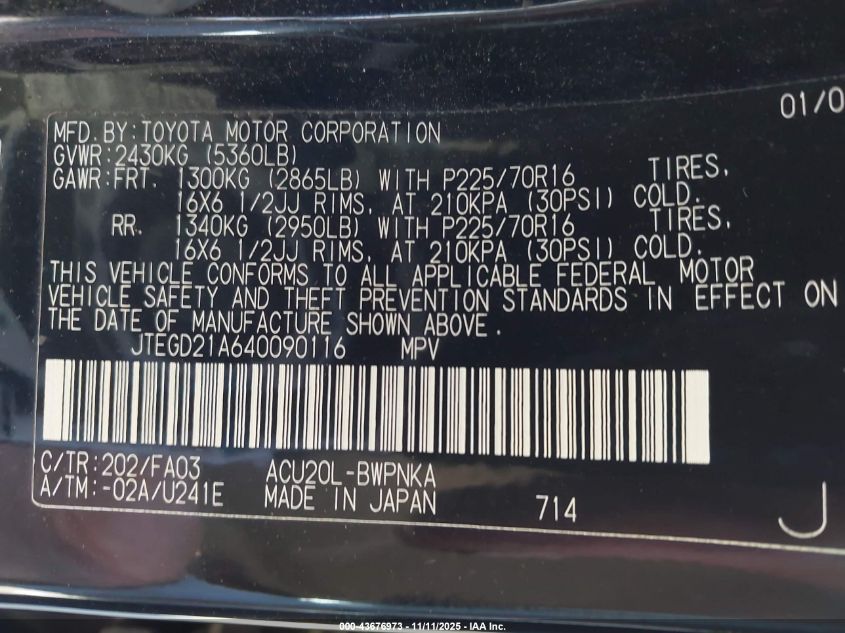 01/0
MFD. BY: TOYOTA MOTOR CORPORATION
GVWR: 2430KG (5360LB)
GAWR: FRT. 1300KG (2865LB) WITH P225/70R16 TIRES,
16X6 1/2JJ RIMS, AT 210KPA (30PSI) COLD.
RR. 1340KG (2950LB) WITH P225/70R16 TIRES,
16X6 1/2JJ RIMS, AT 210KPA (30PSI) COLD.
THIS VEHICLE CONFORMS TO ALL APPLICABLE FEDERAL MOTOR
VEHICLE SAFETY AND THEFT PREVENTION STANDARDS IN EFFECT ON
THE DATE OF MANUFACTURE SHOWN ABOVE.
JTEGD21A640090116 MPV
C/TR: 202/FA03 ACU20L-BWPNKA
A/TM: -02A/U241E MADE IN JAPAN 714
J
000-43676973 - 11/11/2025 - IAA Inc.